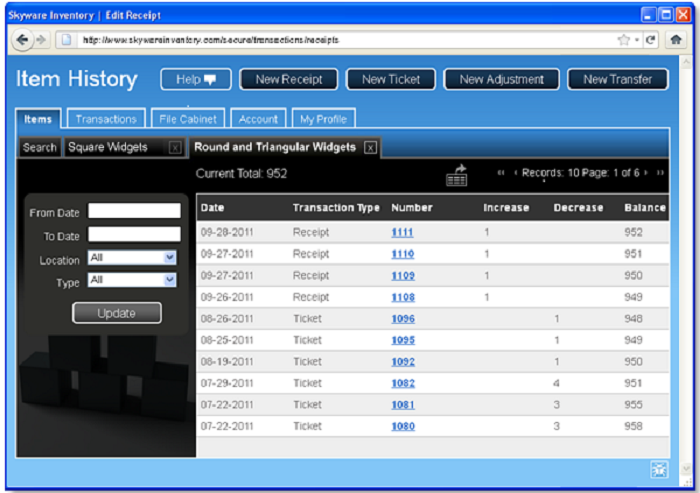 Skyware Inventory | Edit Receipt
http://www.skywareinventory.com/secure/transactions/receipts
Item History Help New Receipt New Ticket New Adjustment New Transfer
Items Transactions File Cabinet Account My Profile
Search Square Widgets x Round and Triangular Widgets x
Current Total: 952 Records: 10 Page: 1 of 6
Date Transaction Type Number Increase Decrease Balance
From Date
To Date
Location All
Type All
Update
09-28-2011 Receipt 1111 1 952
09-27-2011 Receipt 1110 1 951
09-27-2011 Receipt 1109 1 950
09-26-2011 Receipt 1108 1 949
08-26-2011 Ticket 1096 1 948
08-25-2011 Ticket 1095 1 949
08-19-2011 Ticket 1092 1 950
07-29-2011 Ticket 1082 4 951
07-22-2011 Ticket 1081 3 955
07-22-2011 Ticket 1080 3 958